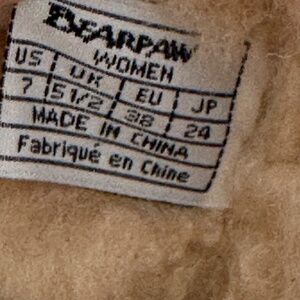 BEARPAW
WOMEN
US UK EU JP
7 5 1/2 38 24
MADE IN CHINA
Fabriqué en Chine